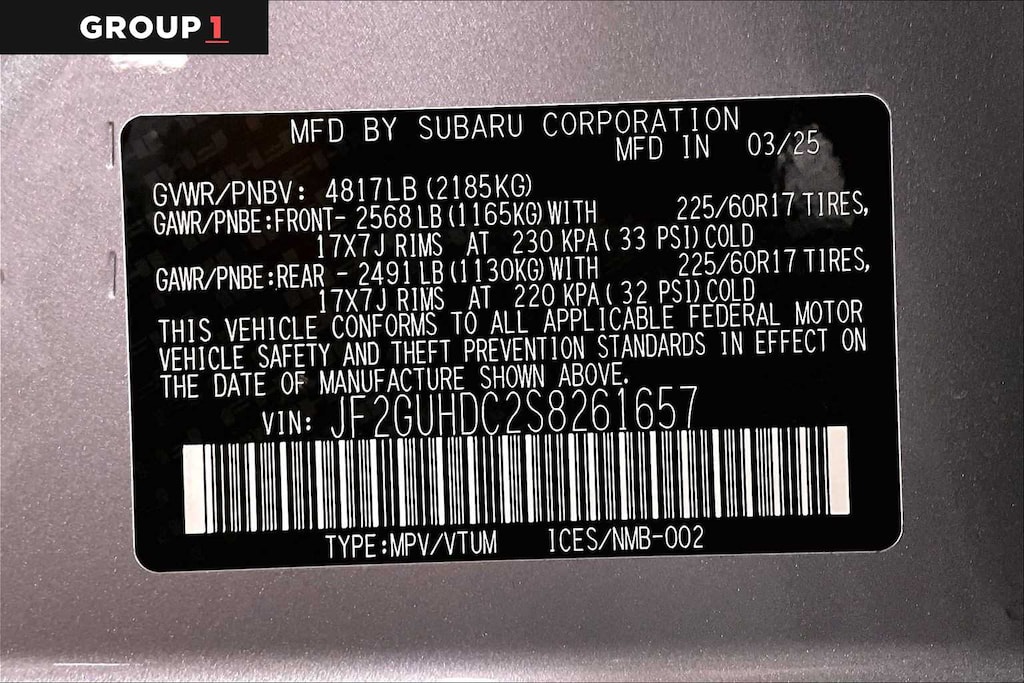 GROUP 1
MFD BY SUBARU CORPORATION
MFD IN 03/25
GVWR/PNBV: 4817LB (2185KG)
GAWR/PNBE:FRONT- 2568 LB (1165KG) WITH 225/60R17 TIRES,
17X7J RIMS AT 230 KPA ( 33 PSI) COLD
GAWR/PNBE:REAR - 2491 LB (1130KG) WITH 225/60R17 TIRES,
17X7J RIMS AT 220 KPA ( 32 PSI) COLD
THIS VEHICLE CONFORMS TO ALL APPLICABLE FEDERAL MOTOR
VEHICLE SAFETY AND THEFT PREVENTION STANDARDS IN EFFECT ON
THE DATE OF MANUFACTURE SHOWN ABOVE.
VIN: JF2GUHDC2S8261657
TYPE:MPV/VTUM ICES/NMB-002